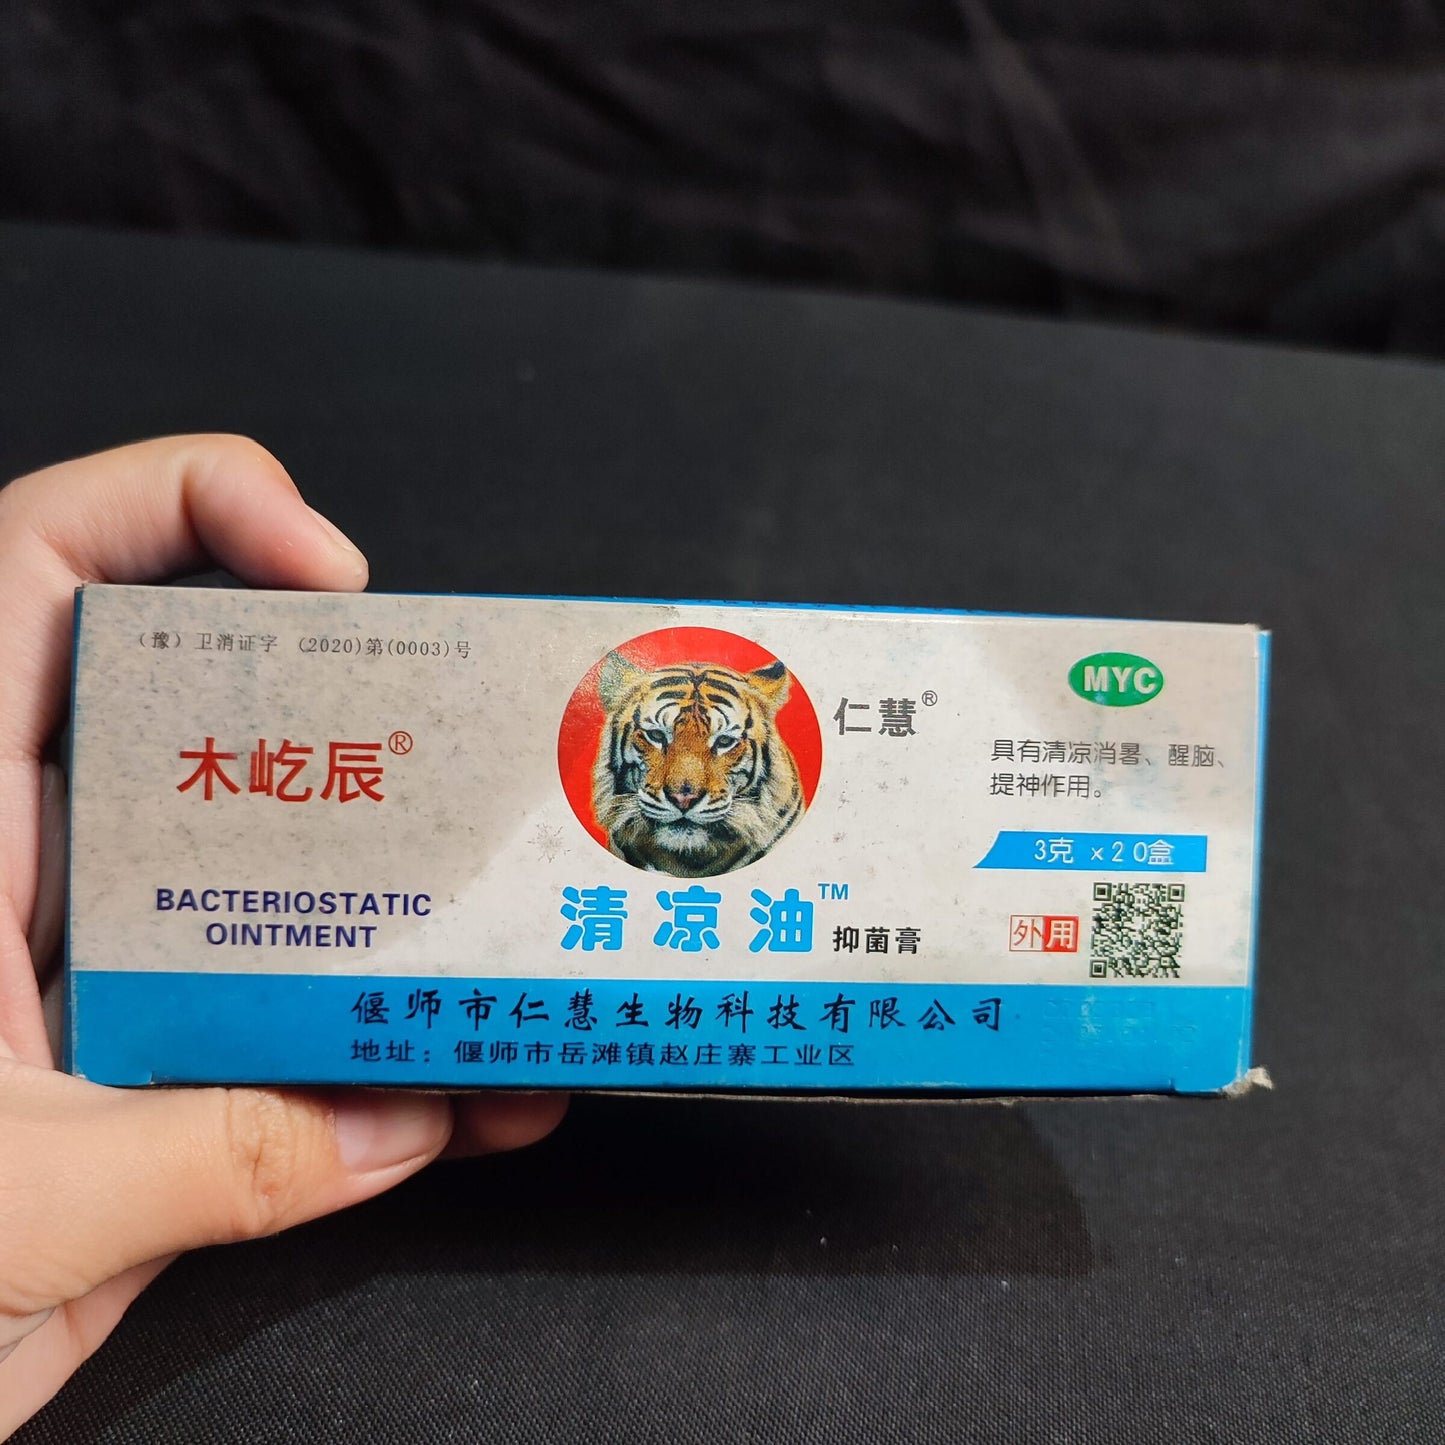 （豫）卫消证字 (2020)第(0003)号
木屹辰®
BACTERIOSTATIC
OINTMENT
仁慧®
清凉油™
抑菌膏
MYC
具有清凉消暑、醒脑、
提神作用。
3克 ×20盒
外用
偃师市仁慧生物科技有限公司
地址：偃师市岳滩镇赵庄寨工业区